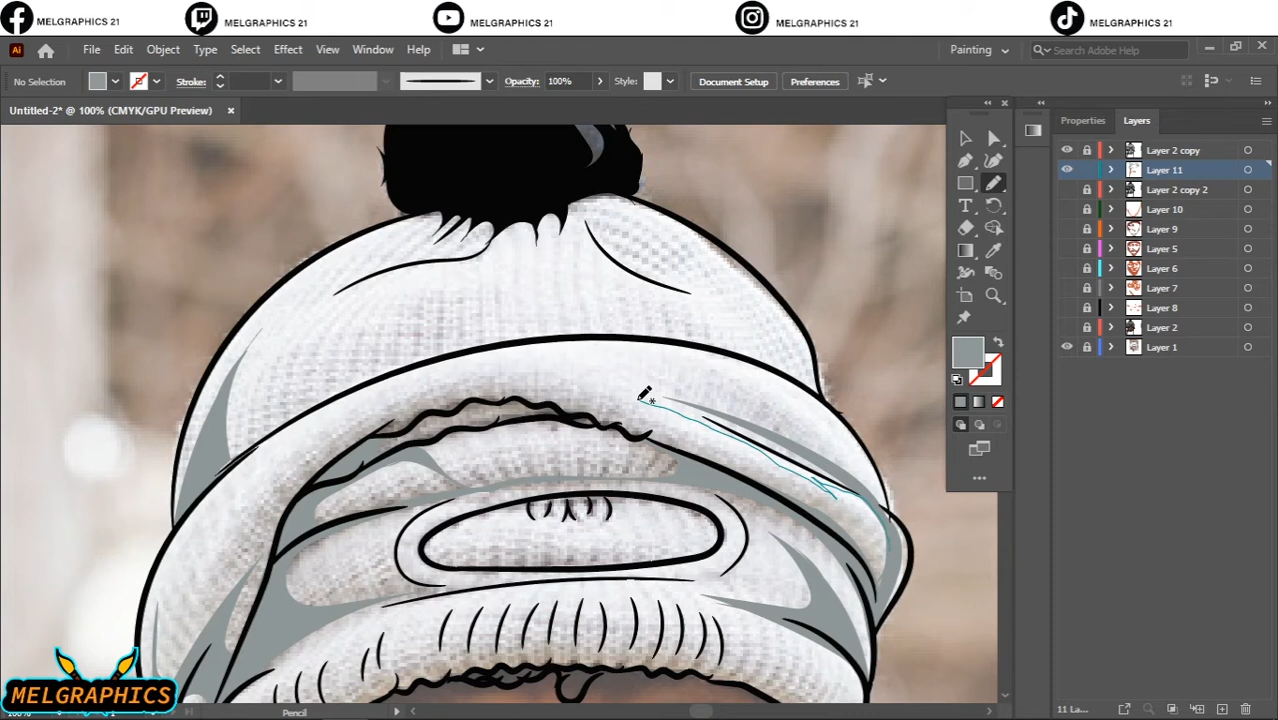 MELGRAPHICS 21 MELGRAPHICS 21 MELGRAPHICS 21 MELGRAPHICS 21 MELGRAPHICS 21
Ai File Edit Object Type Select Effect View Window Help Painting Search Adobe Help
No Selection Stroke: Opacity: 100% Style: Document Setup Preferences
Untitled-2* @ 100% (CMYK/GPU Preview)
Properties Layers
Layer 2 copy
Layer 11
Layer 2 copy 2
Layer 10
Layer 9
Layer 5
Layer 6
Layer 7
Layer 8
Layer 2
Layer 1
MELGRAPHICS
100% Pencil 11 La...